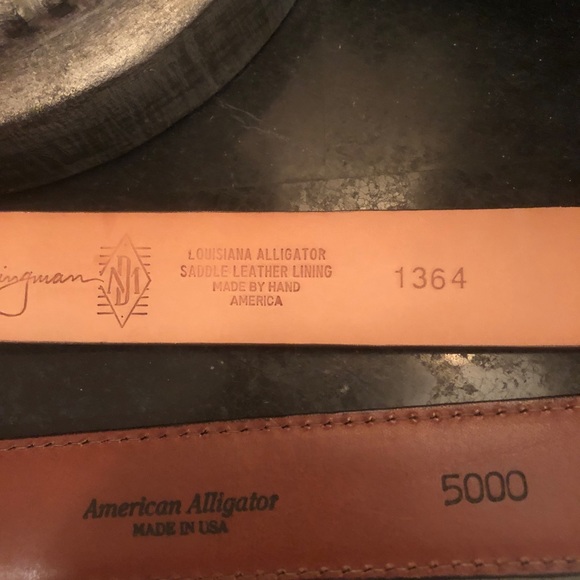 LOUISIANA ALLIGATOR
SADDLE LEATHER LINING
MADE BY HAND
AMERICA
1364
American Alligator
MADE IN USA
5000